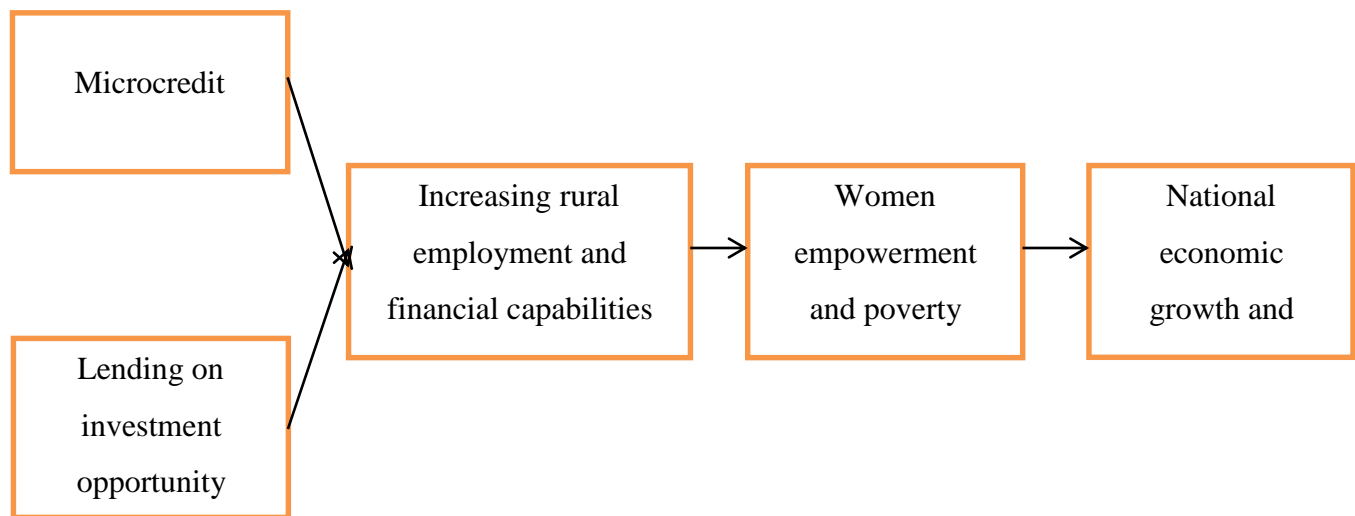 Microcredit
Lending on
investment
opportunity
Increasing rural
employment and
financial capabilities
Women
empowerment
and poverty
National
economic
growth and